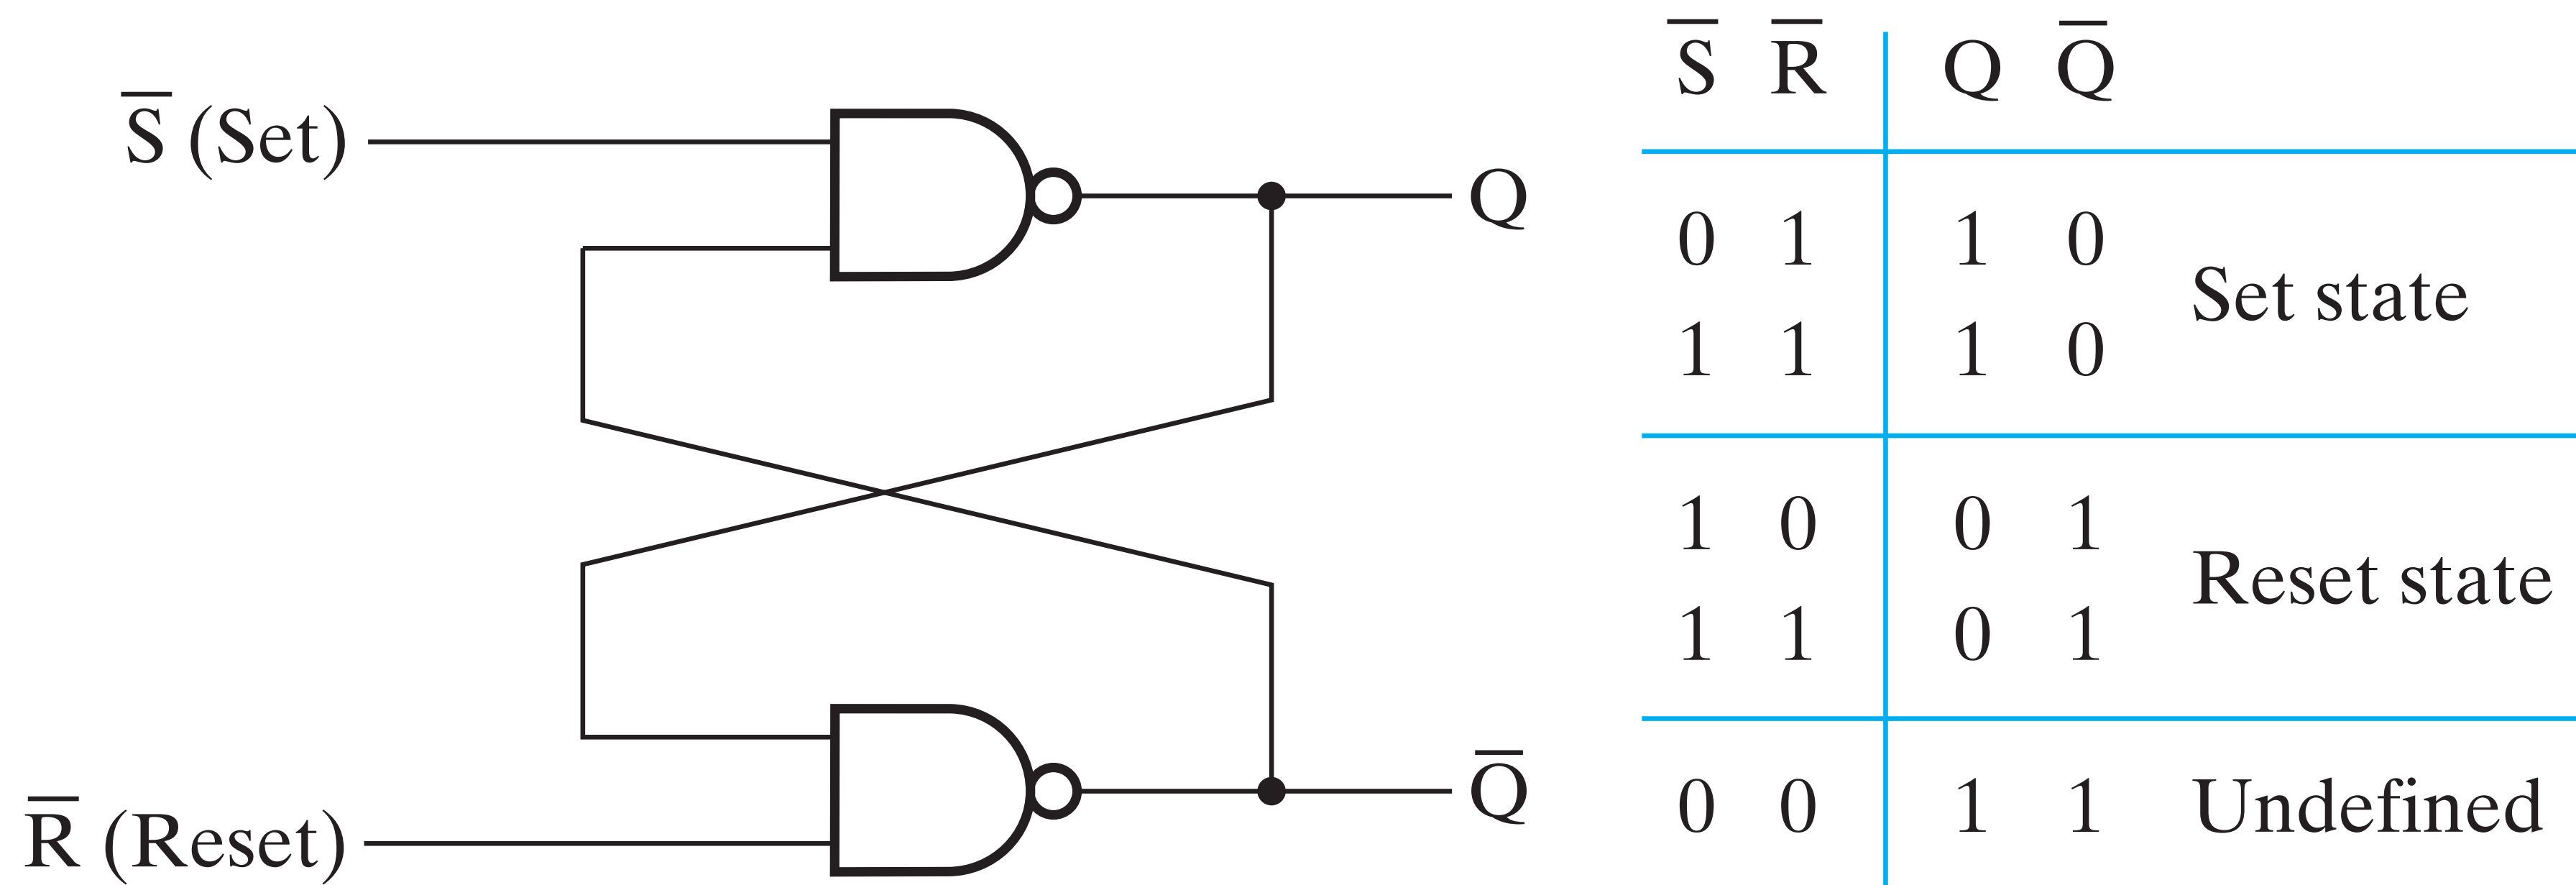 S̅ (Set)
Q
R̅ (Reset)
Q̅
S̅ R̅ Q Q̅
0 1 1 0
Set state
1 1 1 0
1 0 0 1
Reset state
1 1 0 1
0 0 1 1 Undefined